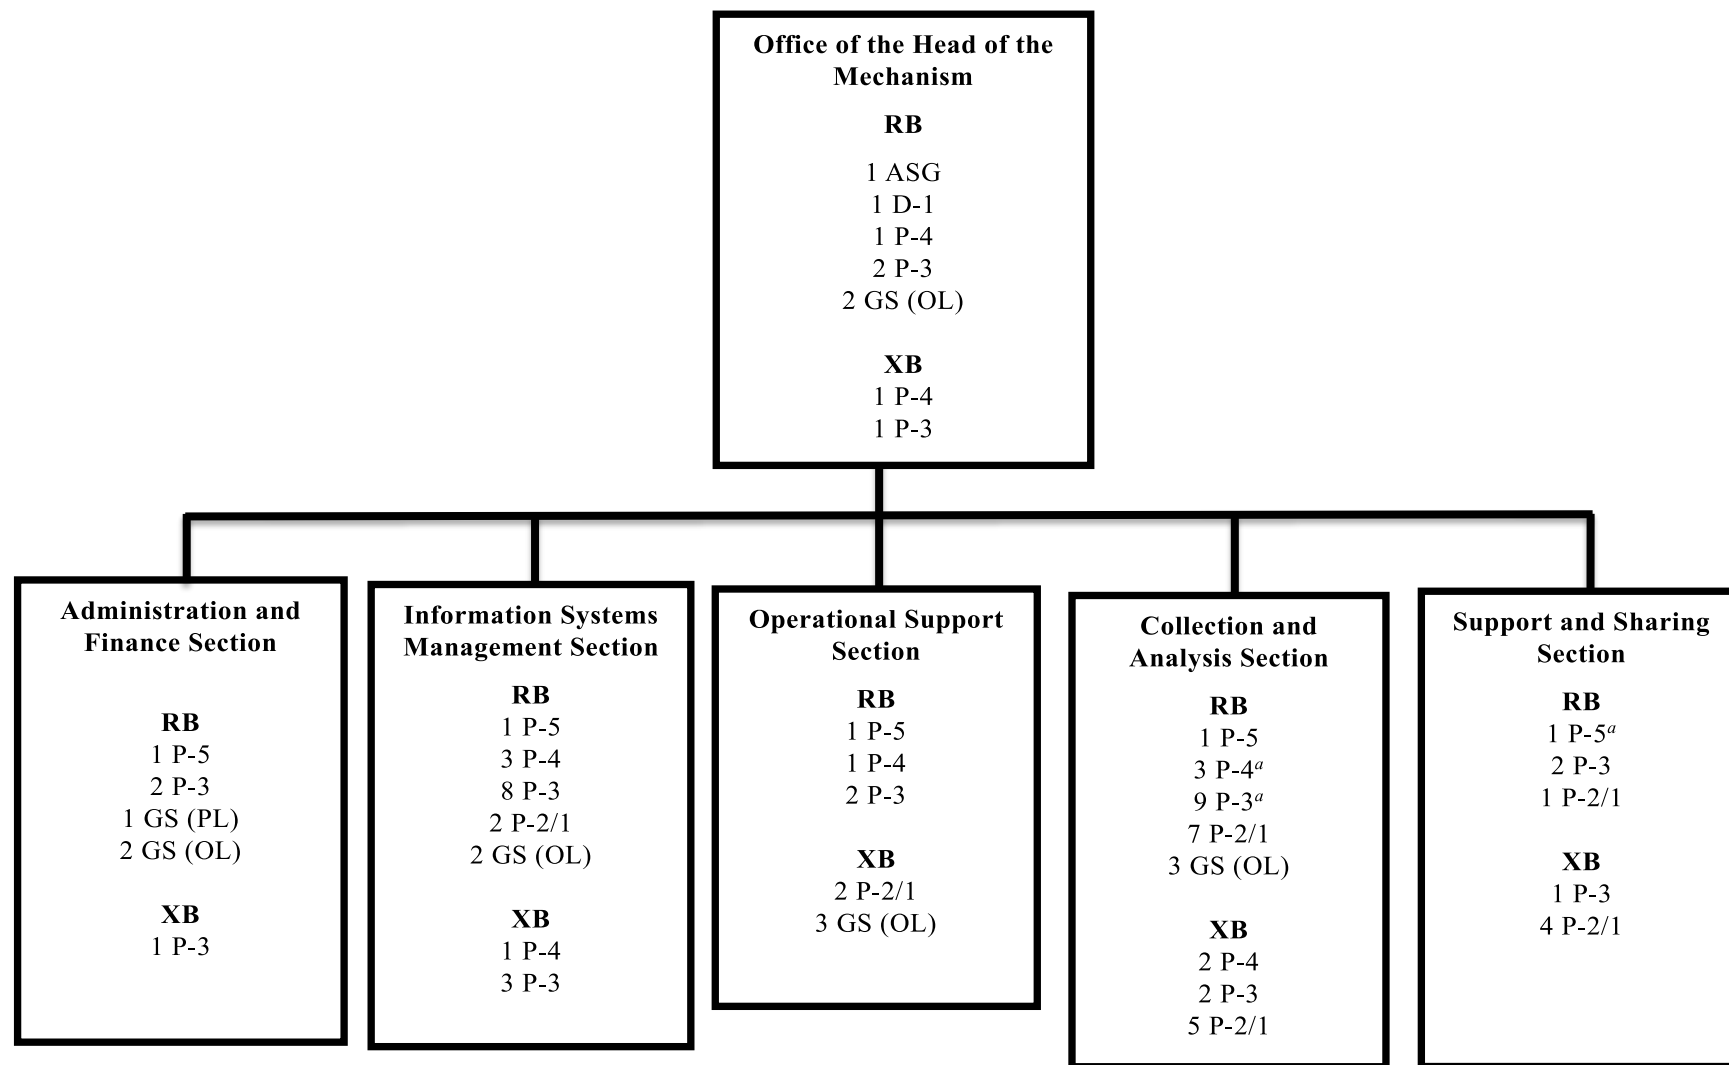 Office of the Head of the
Mechanism
RB
1 ASG
1 D-1
1 P-4
2 P-3
2 GS (OL)
XB
1 P-4
1 P-3
Administration and
Finance Section
RB
1 P-5
2 P-3
1 GS (PL)
2 GS (OL)
XB
1 P-3
Information Systems
Management Section
RB
1 P-5
3 P-4
8 P-3
2 P-2/1
2 GS (OL)
XB
1 P-4
3 P-3
Operational Support
Section
RB
1 P-5
1 P-4
2 P-3
XB
2 P-2/1
3 GS (OL)
Collection and
Analysis Section
RB
1 P-5
3 P-4a
9 P-3a
7 P-2/1
3 GS (OL)
XB
2 P-4
2 P-3
5 P-2/1
Support and Sharing
Section
RB
1 P-5a
2 P-3
1 P-2/1
XB
1 P-3
4 P-2/1